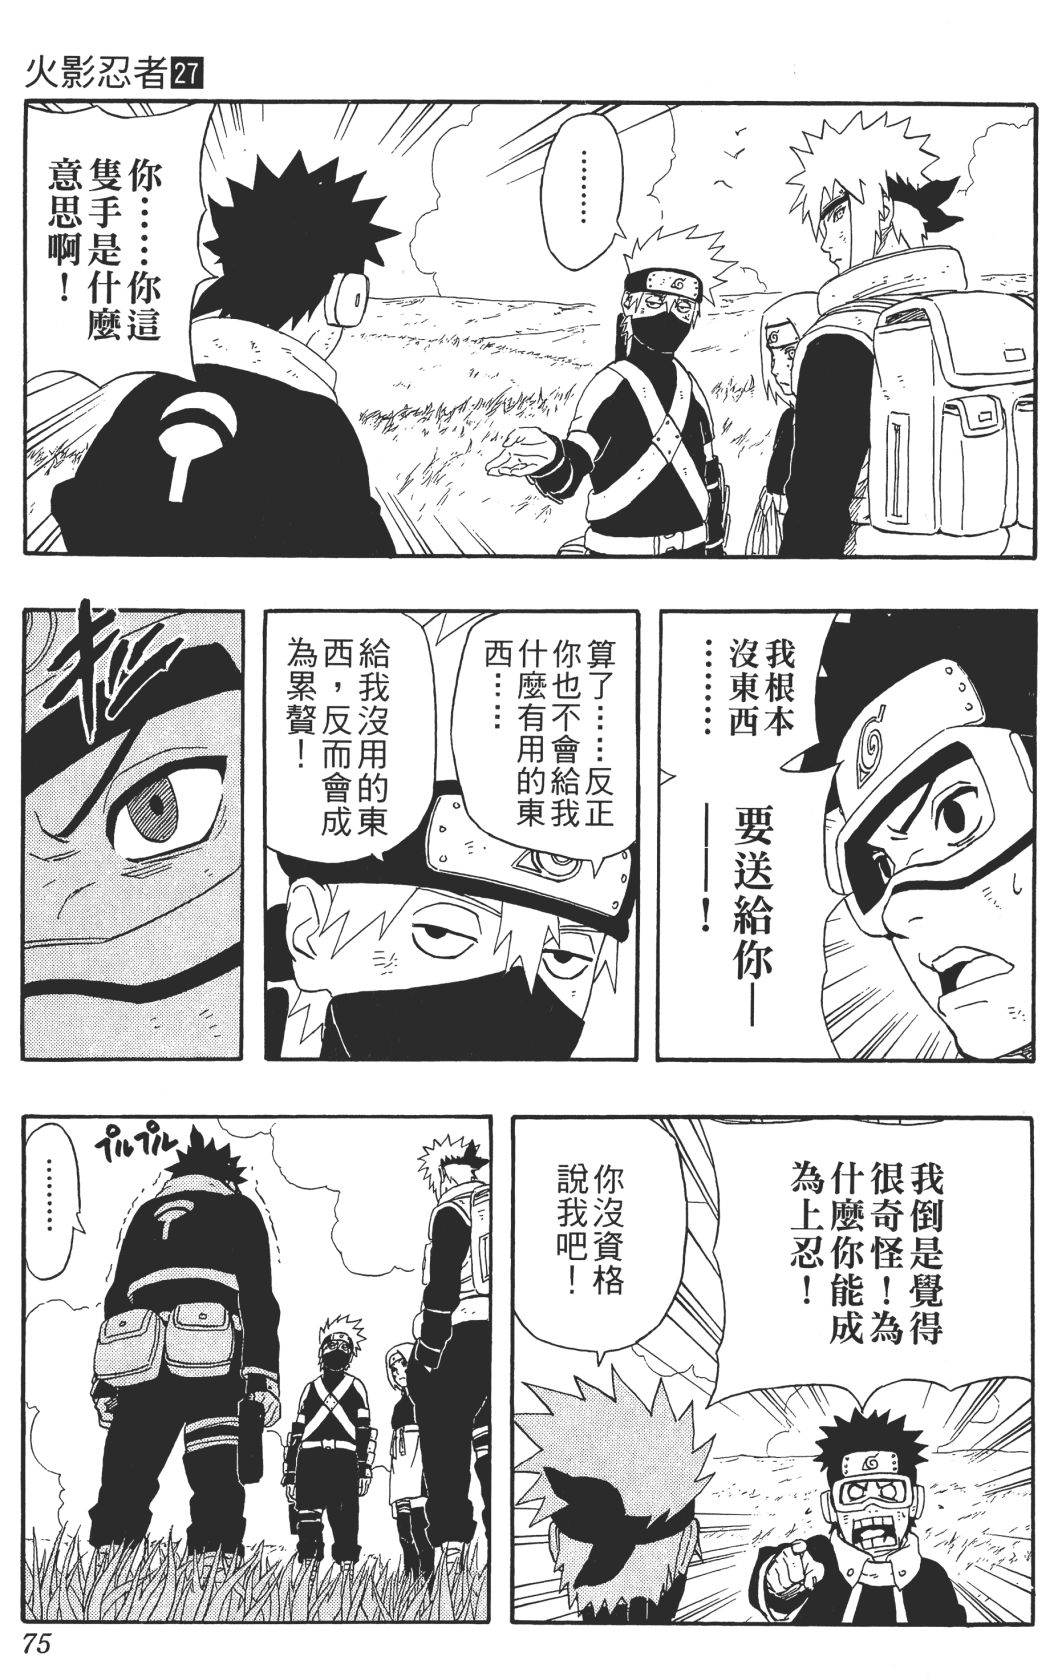 火影忍者27
………
你……你這
隻手是什麼
意思啊！
我根本
沒東西
………
要送給你—
——！
算了……反正
你也不會給我
什麼有用的東
西……
給我沒用的東
西，反而會成
為累贅！
ギロ
我倒是覺得
很奇怪！為
什麼你能成
為上忍！
你沒資格
說我吧！
プルプル
………
75